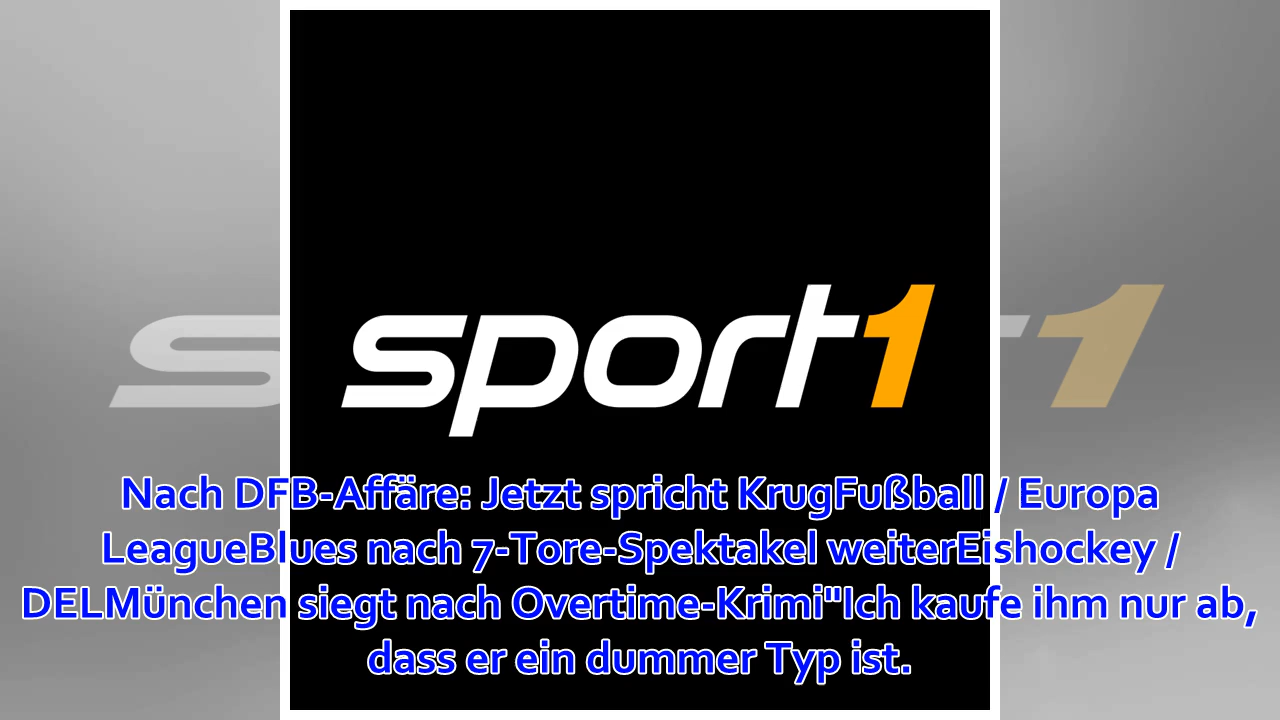 sport1
Nach DFB-Affäre: Jetzt spricht KrugFußball / Europa
LeagueBlues nach 7-Tore-Spektakel weiterEishockey /
DELMünchen siegt nach Overtime-Krimi"Ich kaufe ihm nur ab,
dass er ein dummer Typ ist.